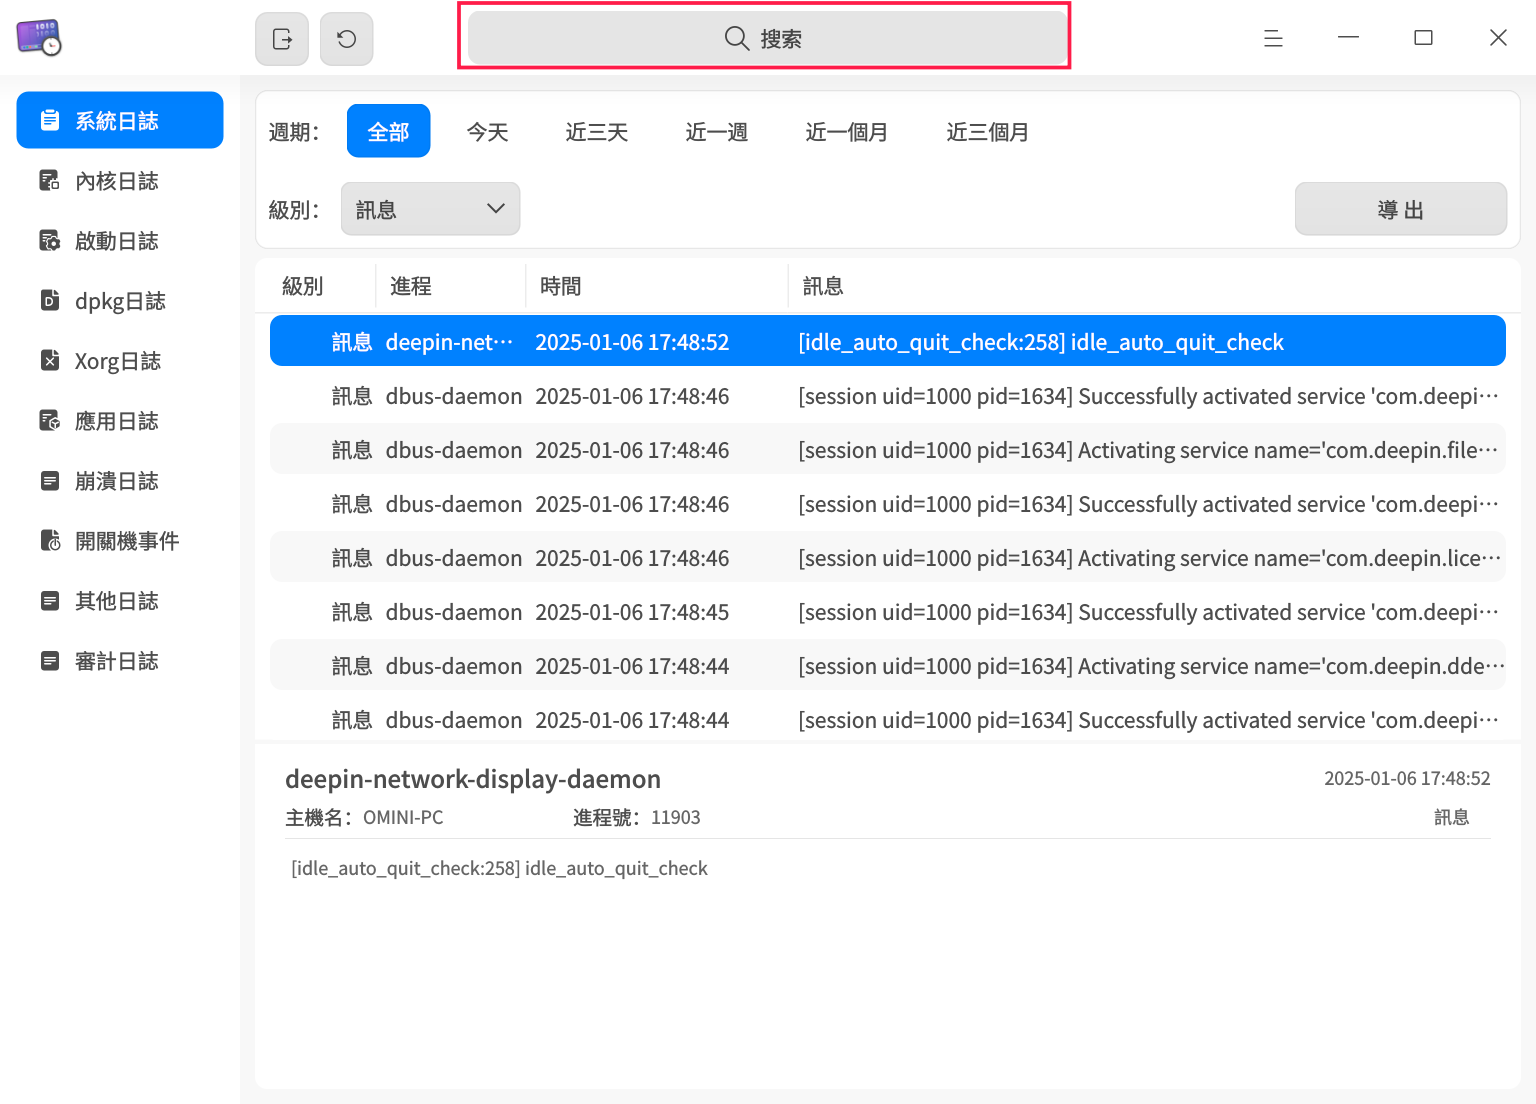 搜索
系統日誌
內核日誌
啟動日誌
dpkg日誌
Xorg日誌
應用日誌
崩潰日誌
開關機事件
其他日誌
審計日誌
週期： 全部 今天 近三天 近一週 近一個月 近三個月
級別： 訊息 導出
級別 進程 時間 訊息
訊息 deepin-net··· 2025-01-06 17:48:52 [idle_auto_quit_check:258] idle_auto_quit_check
訊息 dbus-daemon 2025-01-06 17:48:46 [session uid=1000 pid=1634] Successfully activated service 'com.deepi···
訊息 dbus-daemon 2025-01-06 17:48:46 [session uid=1000 pid=1634] Activating service name='com.deepin.file···
訊息 dbus-daemon 2025-01-06 17:48:46 [session uid=1000 pid=1634] Successfully activated service 'com.deepi···
訊息 dbus-daemon 2025-01-06 17:48:46 [session uid=1000 pid=1634] Activating service name='com.deepin.lice···
訊息 dbus-daemon 2025-01-06 17:48:45 [session uid=1000 pid=1634] Successfully activated service 'com.deepi···
訊息 dbus-daemon 2025-01-06 17:48:44 [session uid=1000 pid=1634] Activating service name='com.deepin.dde···
訊息 dbus-daemon 2025-01-06 17:48:44 [session uid=1000 pid=1634] Successfully activated service 'com.deepi···
deepin-network-display-daemon 2025-01-06 17:48:52
主機名： OMINI-PC 進程號： 11903 訊息
[idle_auto_quit_check:258] idle_auto_quit_check